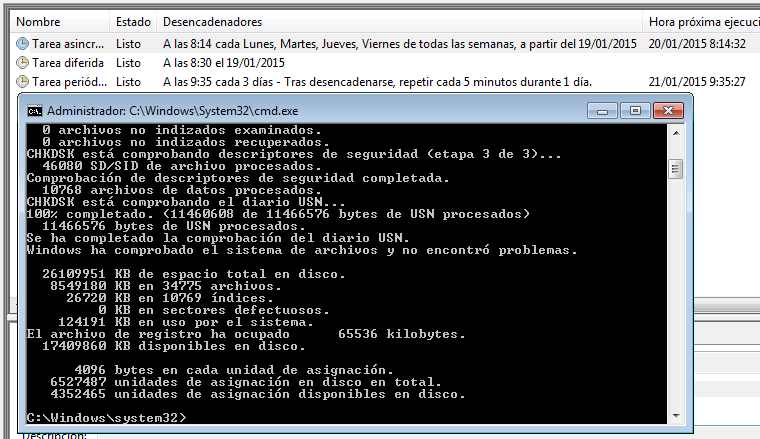 Nombre Estado Desencadenadores Hora próxima ejecuci
Tarea asincr... Listo A las 8:14 cada Lunes, Martes, Jueves, Viernes de todas las semanas, a partir del 19/01/2015 20/01/2015 8:14:32
Tarea diferida Listo A las 8:30 el 19/01/2015
Tarea periód... Listo A las 9:35 cada 3 días - Tras desencadenarse, repetir cada 5 minutos durante 1 día. 21/01/2015 9:35:27
Administrador: C:\Windows\System32\cmd.exe
0 archivos no indizados examinados.
0 archivos no indizados recuperados.
CHKDSK está comprobando descriptores de seguridad (etapa 3 de 3)...
46080 SD/SID de archivo procesados.
Comprobación de descriptores de seguridad completada.
10768 archivos de datos procesados.
CHKDSK está comprobando el diario USN...
100% completado. (11460608 de 11466576 bytes de USN procesados)
11466576 bytes de USN procesados.
Se ha completado la comprobación del diario USN.
Windows ha comprobado el sistema de archivos y no encontró problemas.
26109951 KB de espacio total en disco.
8549180 KB en 34775 archivos.
26720 KB en 10769 índices.
0 KB en sectores defectuosos.
124191 KB en uso por el sistema.
El archivo de registro ha ocupado 65536 kilobytes.
17409860 KB disponibles en disco.
4096 bytes en cada unidad de asignación.
6527487 unidades de asignación en disco en total.
4352465 unidades de asignación disponibles en disco.
C:\Windows\system32>
Descripción: